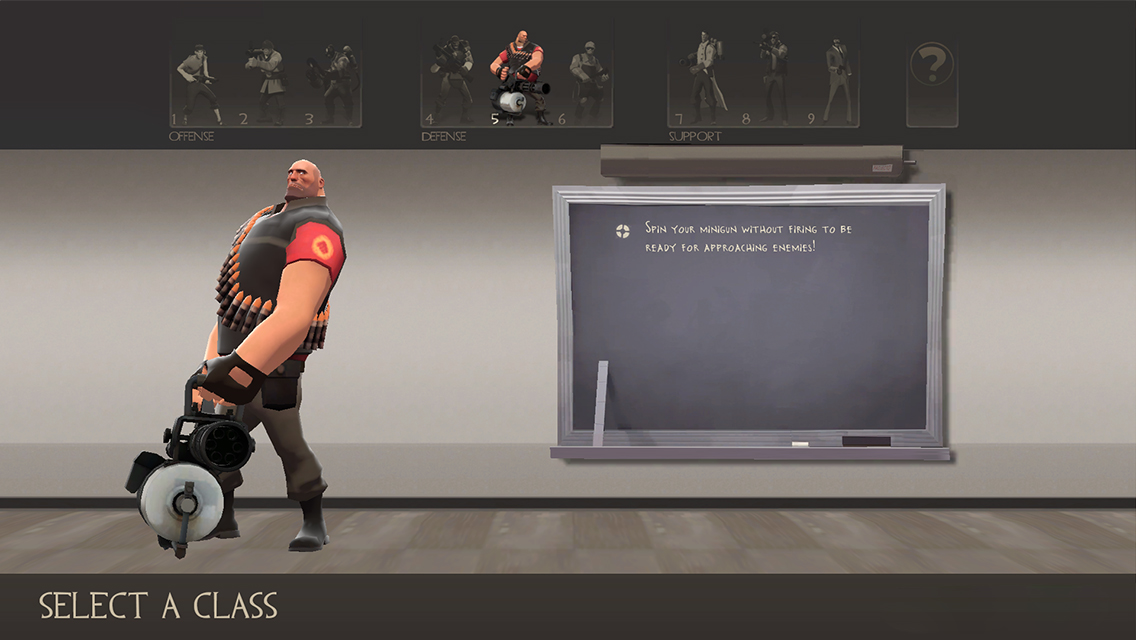 1 2 3 4 5 6 7 8 9 ?
OFFENSE DEFENSE SUPPORT
SPIN YOUR MINIGUN WITHOUT FIRING TO BE
READY FOR APPROACHING ENEMIES!
SELECT A CLASS